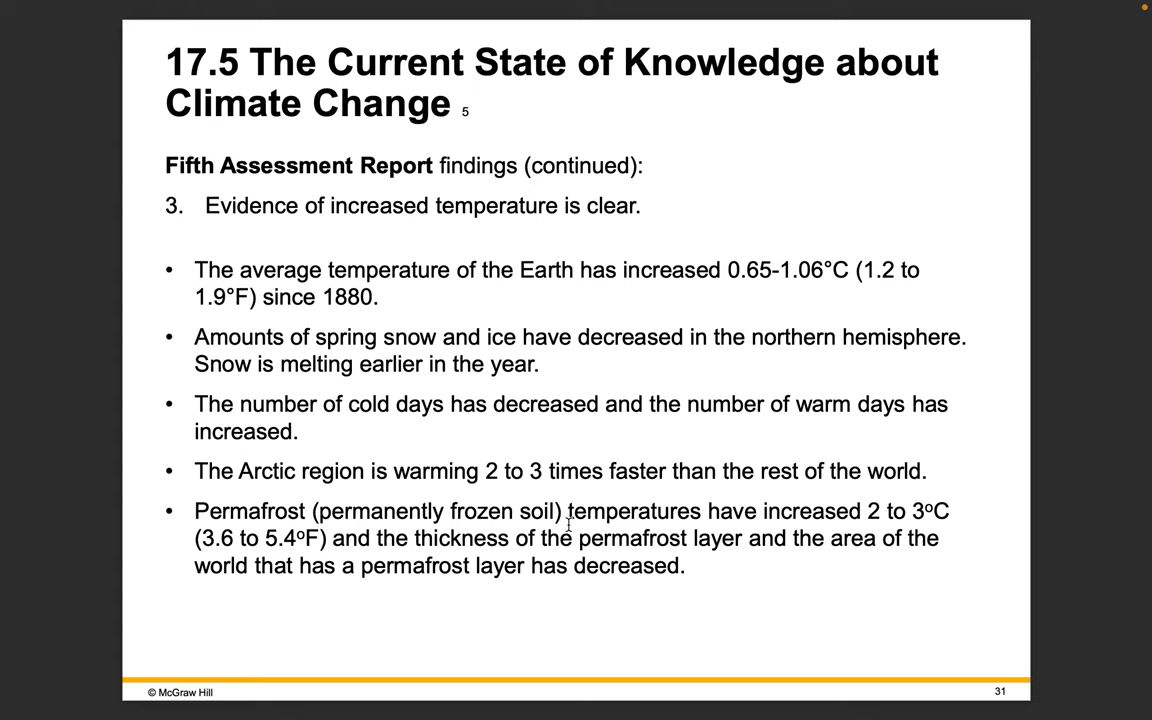 17.5 The Current State of Knowledge about
Climate Change 5
Fifth Assessment Report findings (continued):
3. Evidence of increased temperature is clear.
• The average temperature of the Earth has increased 0.65-1.06°C (1.2 to
1.9°F) since 1880.
• Amounts of spring snow and ice have decreased in the northern hemisphere.
Snow is melting earlier in the year.
• The number of cold days has decreased and the number of warm days has
increased.
• The Arctic region is warming 2 to 3 times faster than the rest of the world.
• Permafrost (permanently frozen soil) temperatures have increased 2 to 3ºC
(3.6 to 5.4ºF) and the thickness of the permafrost layer and the area of the
world that has a permafrost layer has decreased.
© McGraw Hill
31